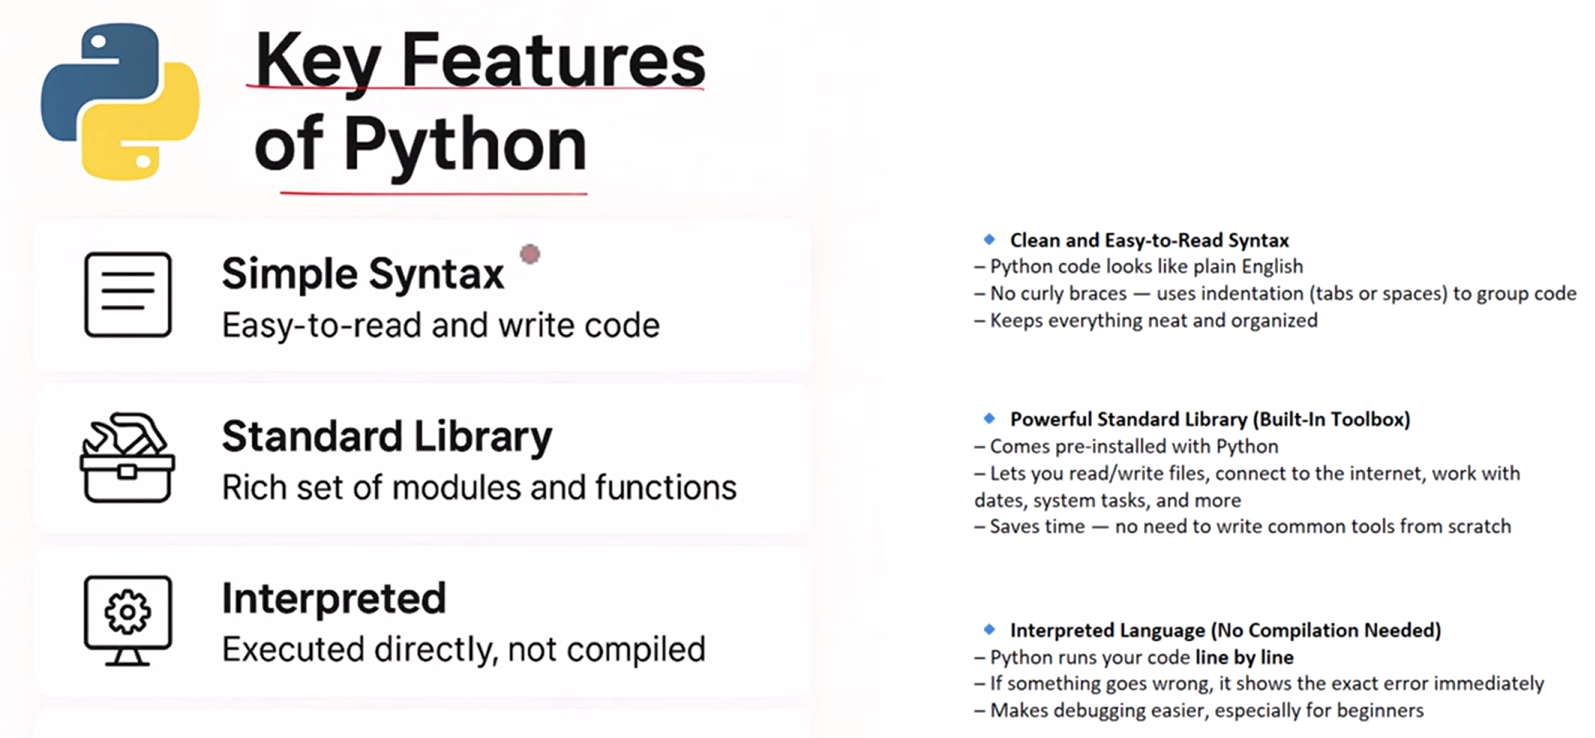 Key Features
of Python
Simple Syntax
Easy-to-read and write code
Standard Library
Rich set of modules and functions
Interpreted
Executed directly, not compiled
Clean and Easy-to-Read Syntax
– Python code looks like plain English
– No curly braces — uses indentation (tabs or spaces) to group code
– Keeps everything neat and organized
Powerful Standard Library (Built-In Toolbox)
– Comes pre-installed with Python
– Lets you read/write files, connect to the internet, work with
dates, system tasks, and more
– Saves time — no need to write common tools from scratch
Interpreted Language (No Compilation Needed)
– Python runs your code line by line
– If something goes wrong, it shows the exact error immediately
– Makes debugging easier, especially for beginners